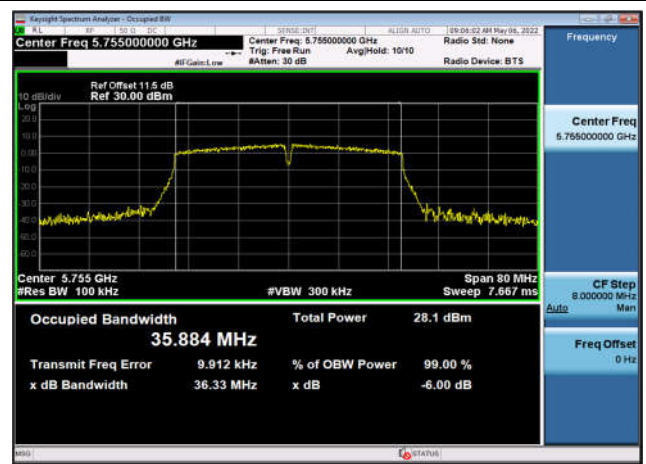 Keysight Spectrum Analyzer - Occupied BW
RL RF 50 Ω DC SENSE:INT ALIGN AUTO 09:06:02 AM May 06, 2022
Center Freq 5.755000000 GHz
Center Freq: 5.755000000 GHz
Radio Std: None
Trig: Free Run Avg|Hold: 10/10
#IFGain:Low #Atten: 30 dB Radio Device: BTS
Ref Offset 11.5 dB
10 dB/div Ref 30.00 dBm
Log
20.0
10.0
0.00
-10.0
-20.0
-30.0
-40.0
-50.0
-60.0
Center 5.755 GHz Span 80 MHz
#Res BW 100 kHz #VBW 300 kHz Sweep 7.667 ms
Occupied Bandwidth Total Power 28.1 dBm
35.884 MHz
Transmit Freq Error 9.912 kHz % of OBW Power 99.00 %
x dB Bandwidth 36.33 MHz x dB -6.00 dB
MSG STATUS
Frequency
Center Freq
5.755000000 GHz
CF Step
8.000000 MHz
Auto Man
Freq Offset
0 Hz